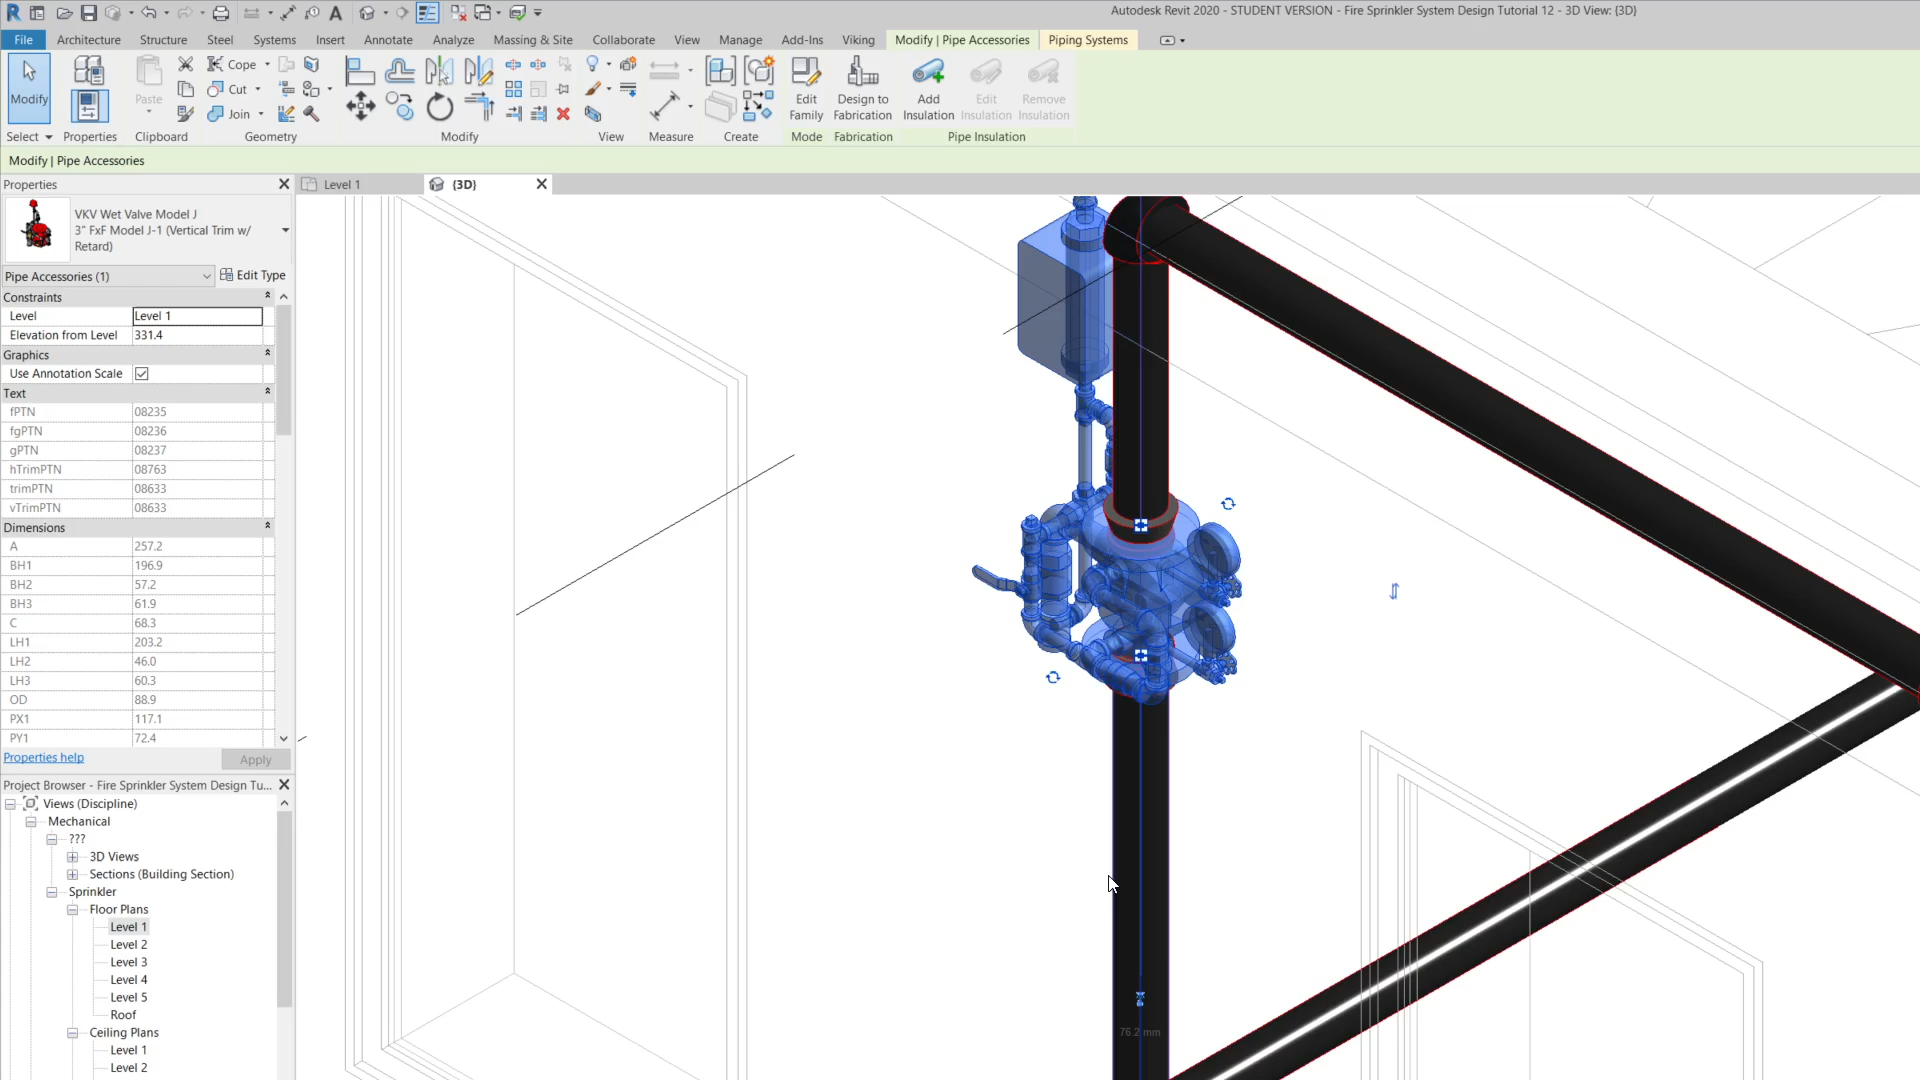 Autodesk Revit 2020 - STUDENT VERSION - Fire Sprinkler System Design Tutorial 12 - 3D View: {3D}
File Architecture Structure Steel Systems Insert Annotate Analyze Massing & Site Collaborate View Manage Add-Ins Viking Modify | Pipe Accessories Piping Systems
Modify
Paste
Cope
Cut
Join
Edit Family
Design to Fabrication
Add Insulation
Edit Insulation
Remove Insulation
Select Properties Clipboard Geometry Modify View Measure Create Mode Fabrication Pipe Insulation
Modify | Pipe Accessories
Properties
Level 1
{3D}
VKV Wet Valve Model J
3" FxF Model J-1 (Vertical Trim w/
Retard)
Pipe Accessories (1) Edit Type
Constraints
Level Level 1
Elevation from Level 331.4
Graphics
Use Annotation Scale
Text
fPTN 08235
fgPTN 08236
gPTN 08237
hTrimPTN 08763
trimPTN 08633
vTrimPTN 08633
Dimensions
A 257.2
BH1 196.9
BH2 57.2
BH3 61.9
C 68.3
LH1 203.2
LH2 46.0
LH3 60.3
OD 88.9
PX1 117.1
PY1 72.4
Properties help Apply
Project Browser - Fire Sprinkler System Design Tu...
Views (Discipline)
Mechanical
???
3D Views
Sections (Building Section)
Sprinkler
Floor Plans
Level 1
Level 2
Level 3
Level 4
Level 5
Roof
Ceiling Plans
Level 1
Level 2
76.2 mm